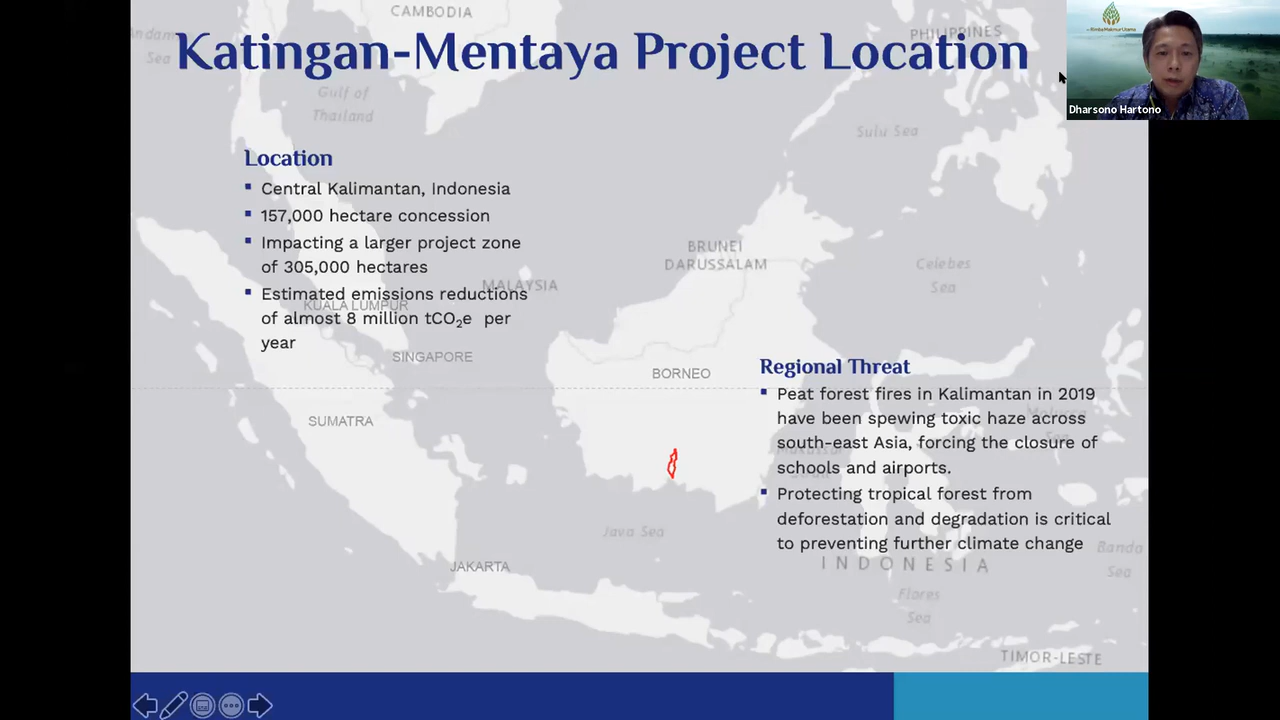 CAMBODIA
Andam
Sea
PHILIPPINES
Katingan-Mentaya Project Location
Rimba Makmur Utama
Dharsono Hartono
Gulf of
Thailand
Sulu Sea
Location
▪ Central Kalimantan, Indonesia
▪ 157,000 hectare concession
▪ Impacting a larger project zone
of 305,000 hectares
▪ Estimated emissions reductions
of almost 8 million tCO₂e per
year
MALAYSIA
KUALA LUMPUR
SINGAPORE
BRUNEI
DARUSSALAM
Celebes
Sea
BORNEO
SUMATRA
Regional Threat
▪ Peat forest fires in Kalimantan in 2019
have been spewing toxic haze across
south-east Asia, forcing the closure of
schools and airports.
▪ Protecting tropical forest from
deforestation and degradation is critical
to preventing further climate change
Java Sea
JAKARTA
INDONESIA
Banda
Sea
Flores
Sea
TIMOR-LESTE